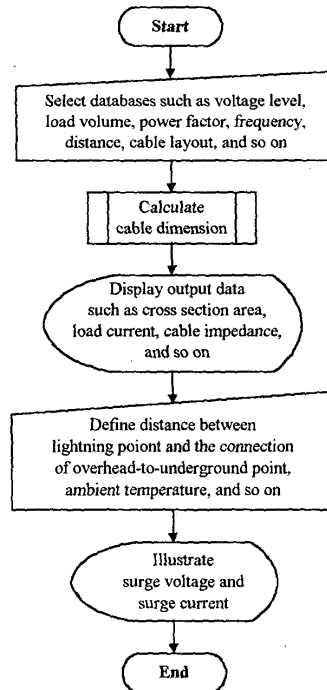 Start
Select databases such as voltage level,
load volume, power factor, frequency,
distance, cable layout, and so on
Calculate
cable dimension
Display output data
such as cross section area,
load current, cable impedance,
and so on
Define distance between
lightning poiont and the connection
of overhead-to-underground point,
ambient temperature, and so on
Illustrate
surge voltage and
surge current
End